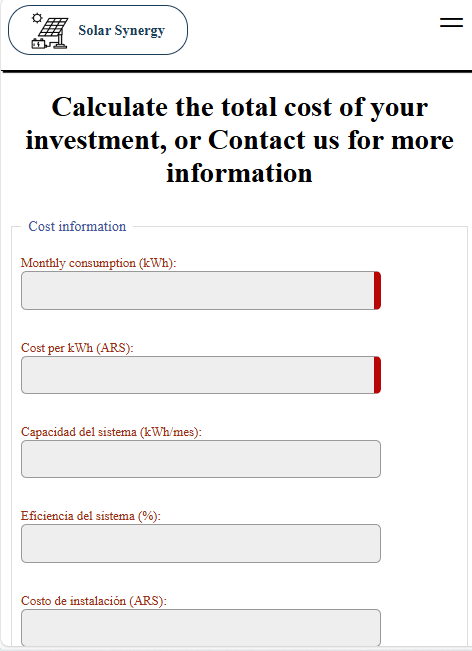 Solar Synergy
Calculate the total cost of your
investment, or Contact us for more
information
Cost information
Monthly consumption (kWh):
Cost per kWh (ARS):
Capacidad del sistema (kWh/mes):
Eficiencia del sistema (%):
Costo de instalación (ARS):